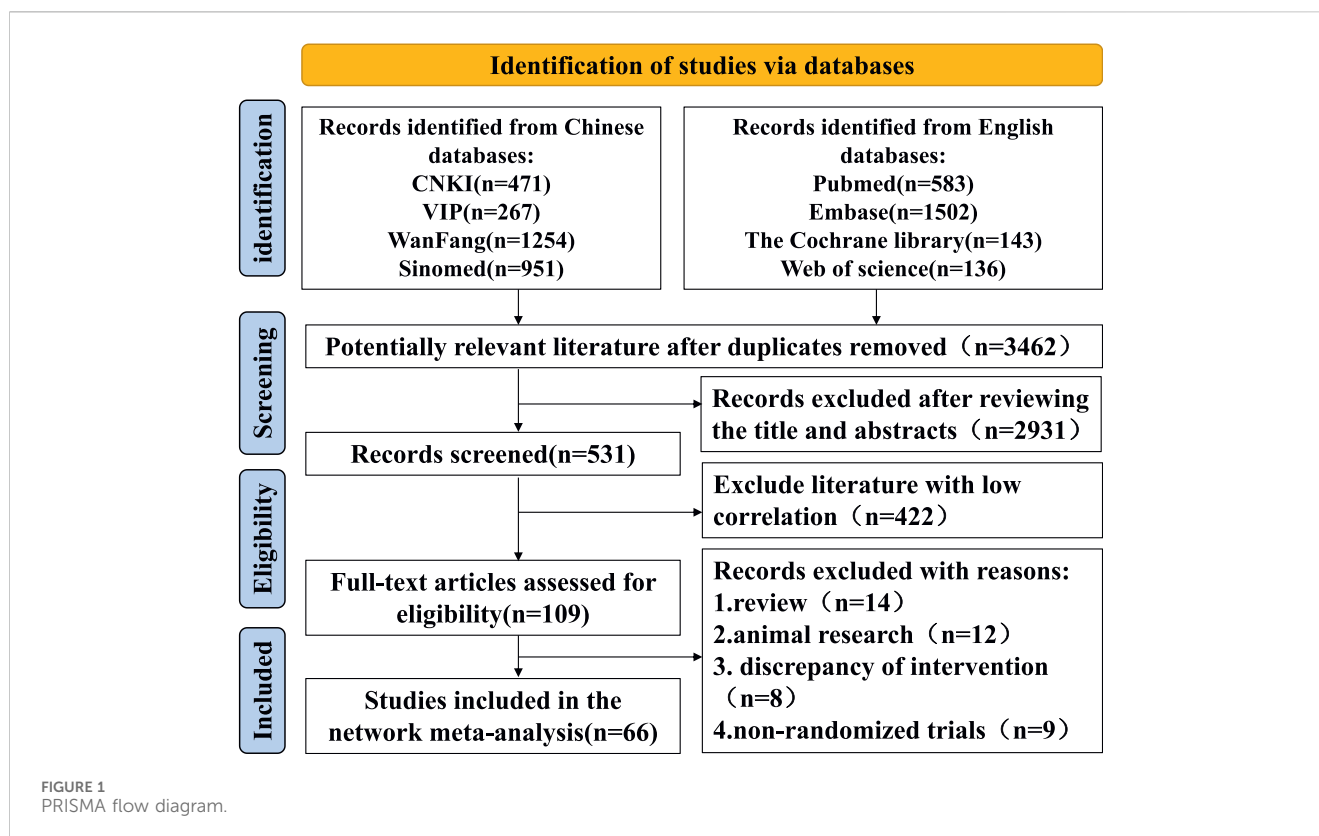 Identification of studies via databases
identification
Records identified from Chinese
databases:
CNKI(n=471)
VIP(n=267)
WanFang(n=1254)
Sinomed(n=951)
Records identified from English
databases:
Pubmed(n=583)
Embase(n=1502)
The Cochrane library(n=143)
Web of science(n=136)
Screening
Potentially relevant literature after duplicates removed（n=3462）
Records excluded after reviewing
the title and abstracts（n=2931）
Records screened(n=531)
Eligibility
Exclude literature with low
correlation（n=422）
Full-text articles assessed for
eligibility(n=109)
Records excluded with reasons:
1.review（n=14）
2.animal research（n=12）
3. discrepancy of intervention
（n=8）
4.non-randomized trials（n=9）
Included
Studies included in the
network meta-analysis(n=66)
FIGURE 1
PRISMA flow diagram.